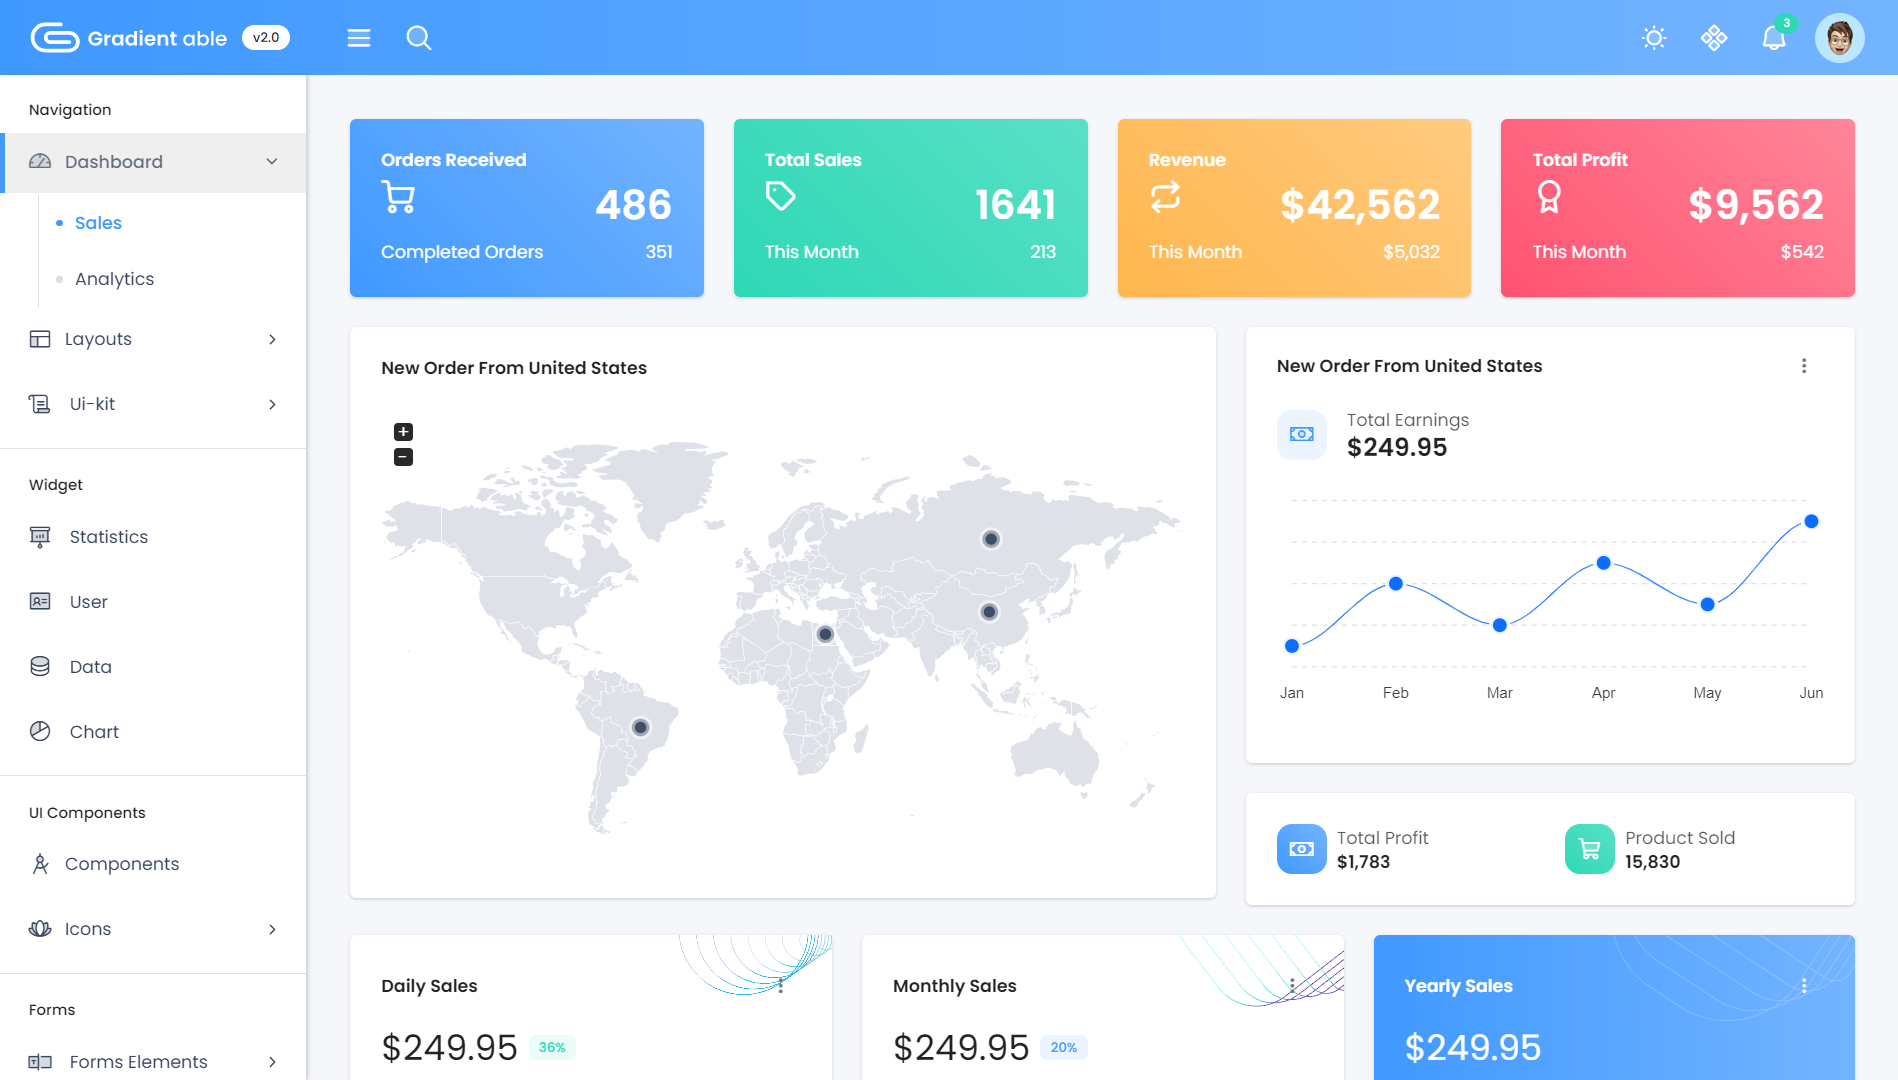 Gradient able v2.0
3
Navigation
Dashboard
Sales
Analytics
Layouts
Ui-kit
Widget
Statistics
User
Data
Chart
UI Components
Components
Icons
Forms
Forms Elements
Orders Received
486
Completed Orders 351
Total Sales
1641
This Month 213
Revenue
$42,562
This Month $5,032
Total Profit
$9,562
This Month $542
New Order From United States
+
−
New Order From United States
Total Earnings
$249.95
Jan Feb Mar Apr May Jun
Total Profit
$1,783
Product Sold
15,830
Daily Sales
$249.95 36%
Monthly Sales
$249.95 20%
Yearly Sales
$249.95